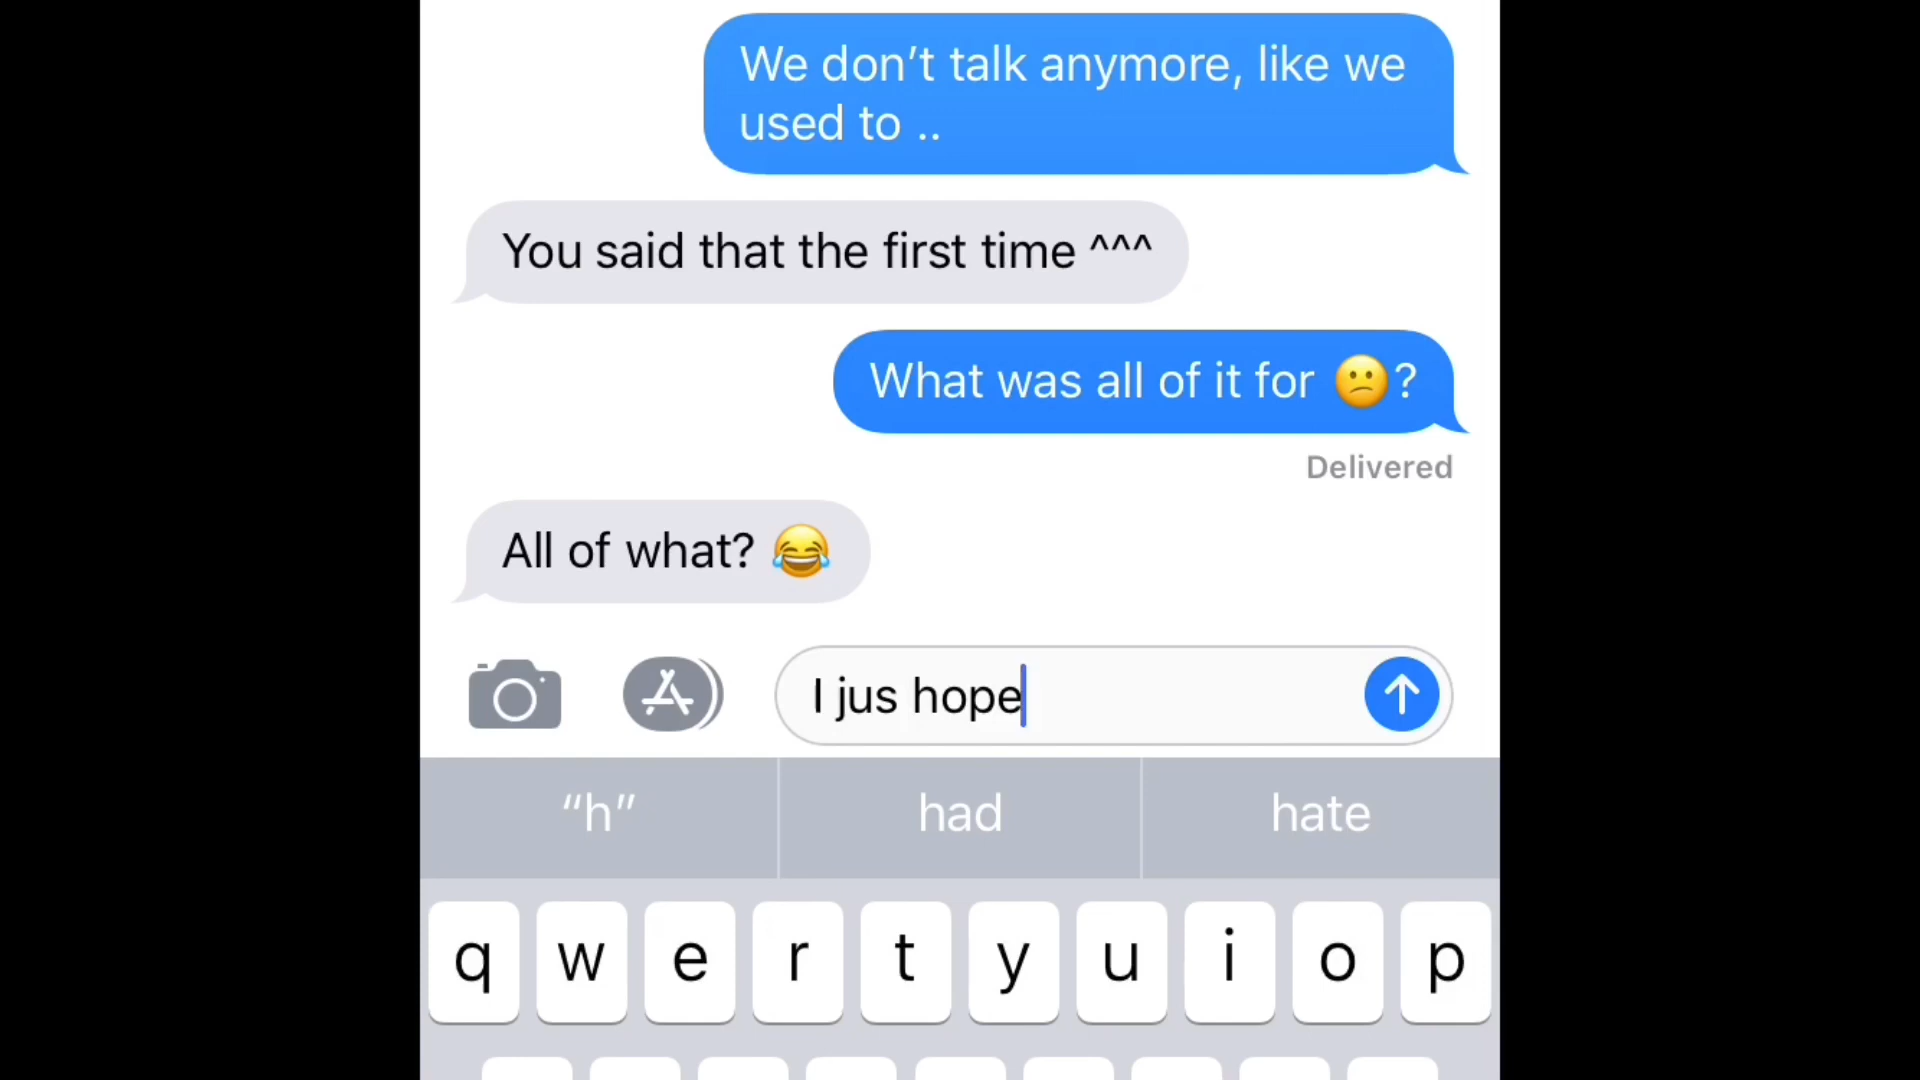 We don’t talk anymore, like we
used to ..
You said that the first time ^^^
What was all of it for 😕?
Delivered
All of what? 😂
I jus hope
“h” had hate
q w e r t y u i o p